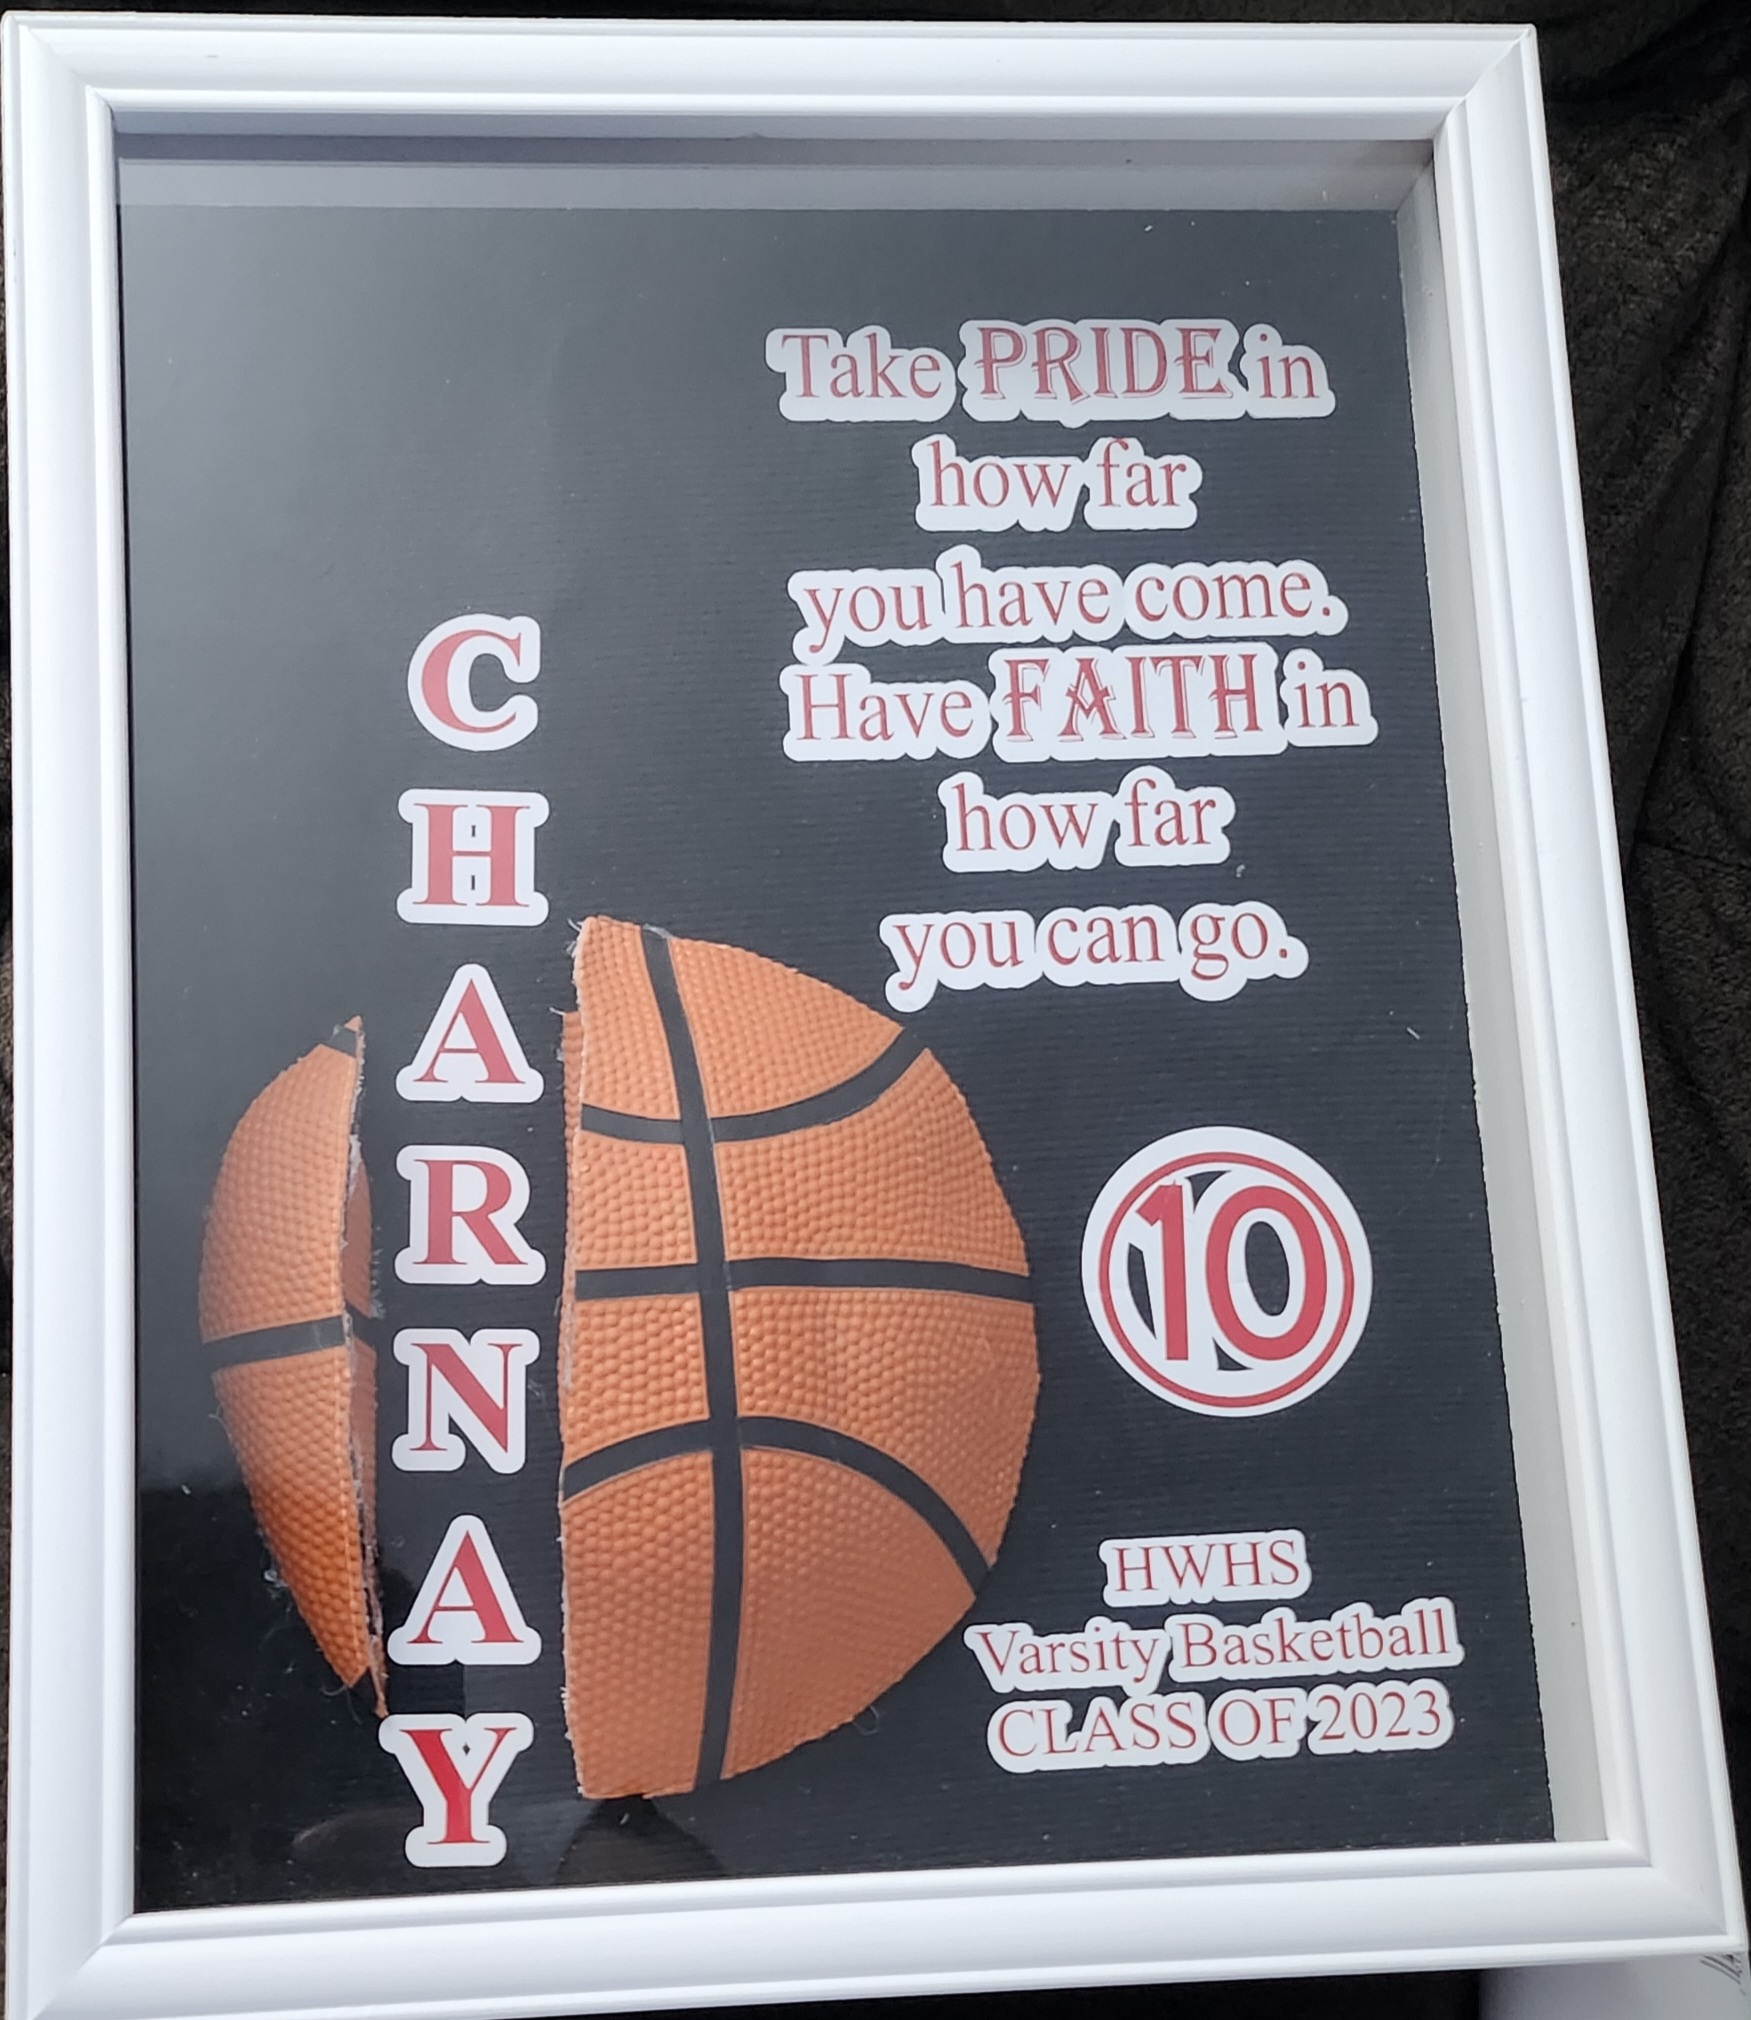 Take PRIDE in
how far
you have come.
Have FAITH in
how far
you can go.
CHARNAY
10
HWHS
Varsity Basketball
CLASS OF 2023